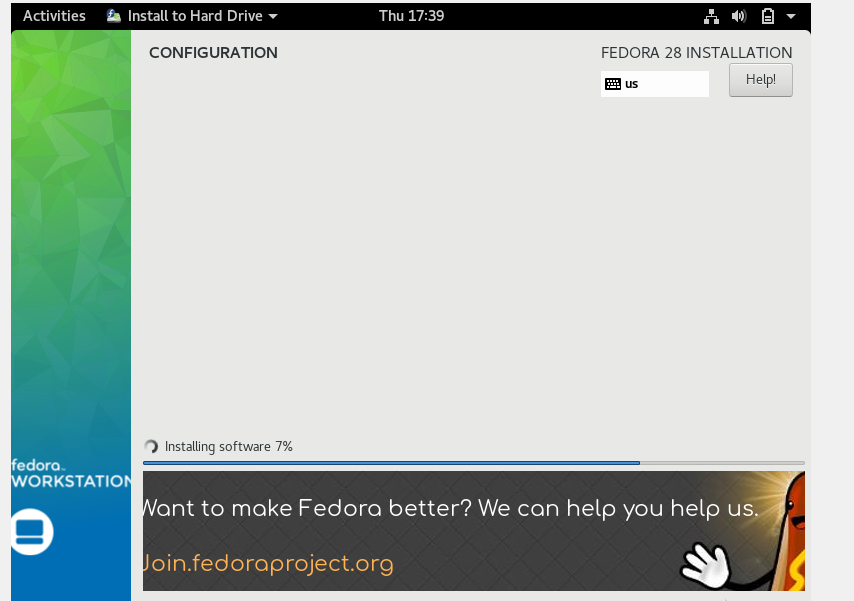 Activities Install to Hard Drive Thu 17:39
CONFIGURATION FEDORA 28 INSTALLATION
us Help!
Installing software 7%
fedora™
WORKSTATION
Want to make Fedora better? We can help you help us.
Join.fedoraproject.org